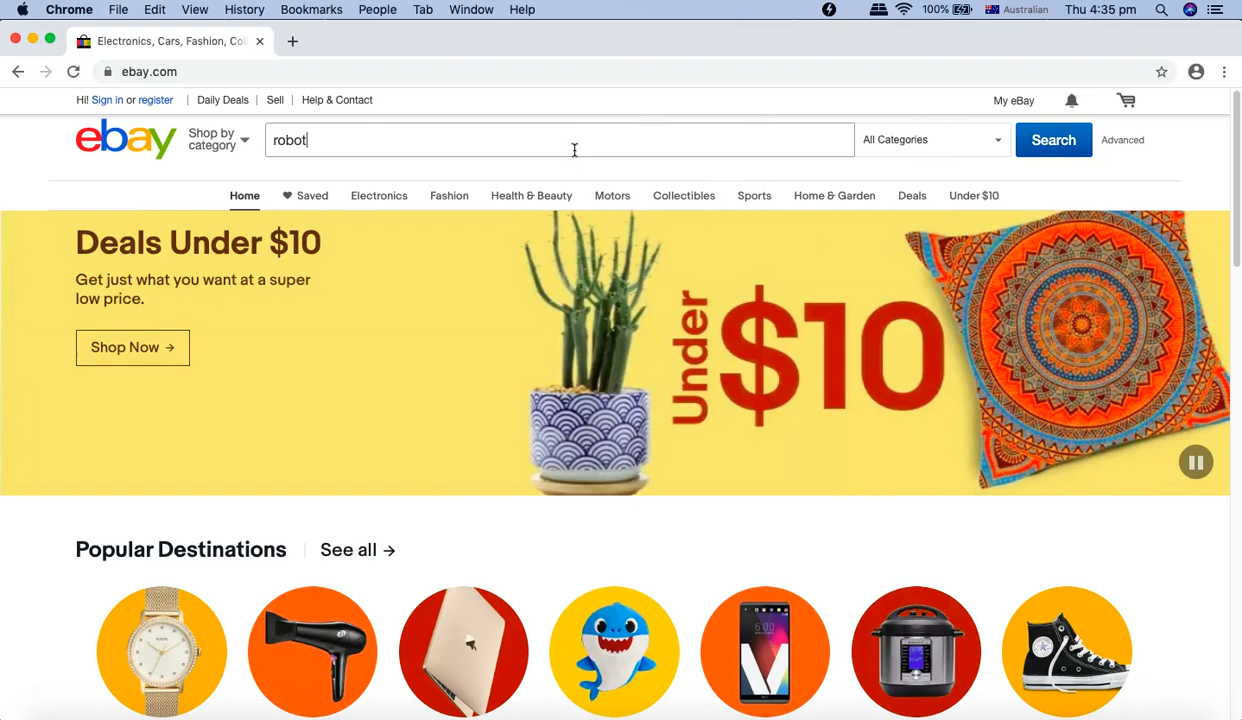 Chrome File Edit View History Bookmarks People Tab Window Help 100% Australian Thu 4:35 pm
Electronics, Cars, Fashion, Col
ebay.com
Hi! Sign in or register Daily Deals Sell Help & Contact My eBay
ebay Shop by category robot All Categories Search Advanced
Home Saved Electronics Fashion Health & Beauty Motors Collectibles Sports Home & Garden Deals Under $10
Deals Under $10
Get just what you want at a super
low price.
Shop Now →
Under $10
Popular Destinations See all →
6:00